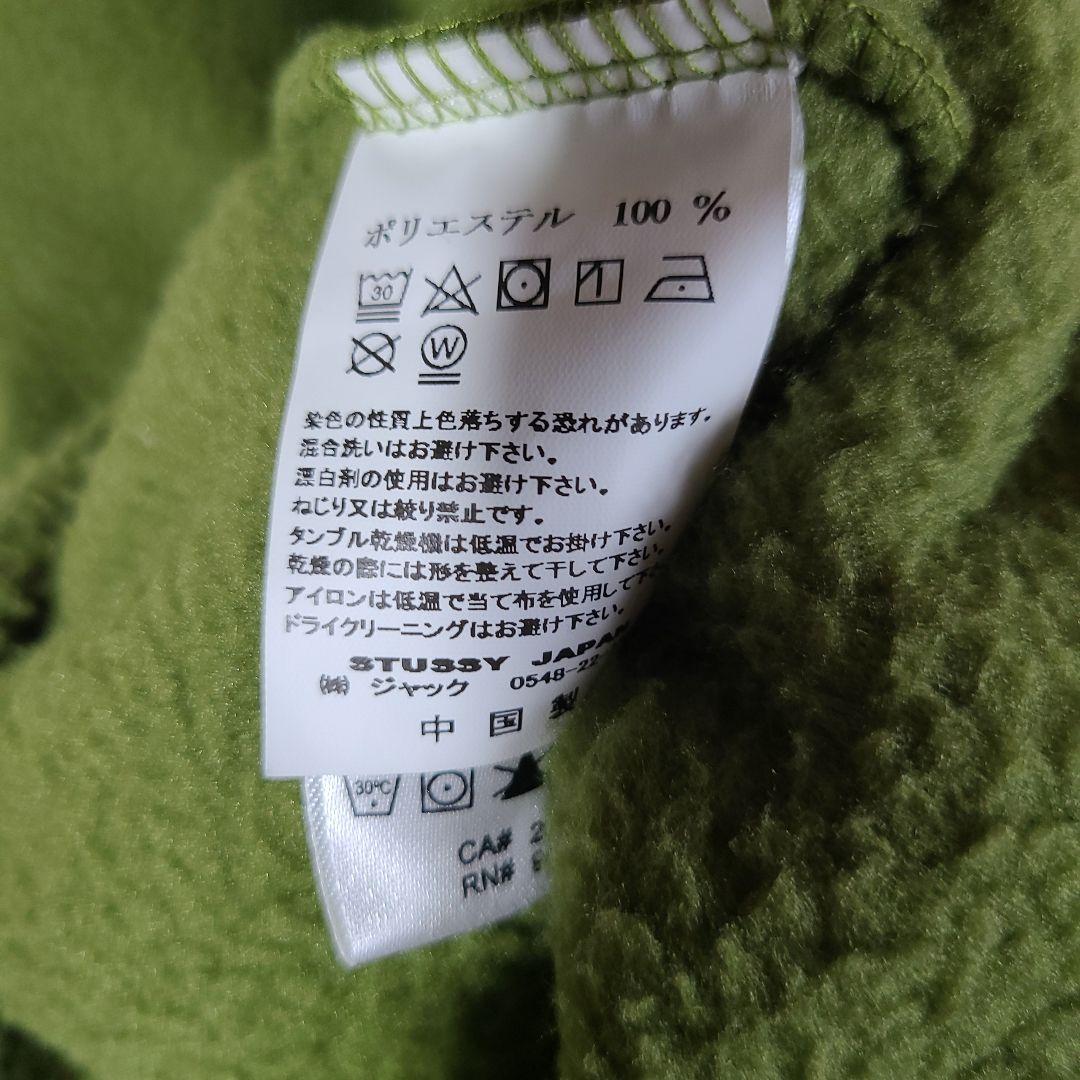 ポリエステル 100 %
30 1
W
染色の性質上色落ちする恐れがあります。
混合洗いはお避け下さい。
漂白剤の使用はお避け下さい。
ねじり又は絞り禁止です。
タンブル乾燥機は低温でお掛け下さい。
乾燥の際には形を整えて干して下さい。
アイロンは低温で当て布を使用して下さい
ドライクリーニングはお避け下さい。
STUSSY JAPAN
㈱ ジャック 0548-22
中国製
30°C
CA# 2
RN#